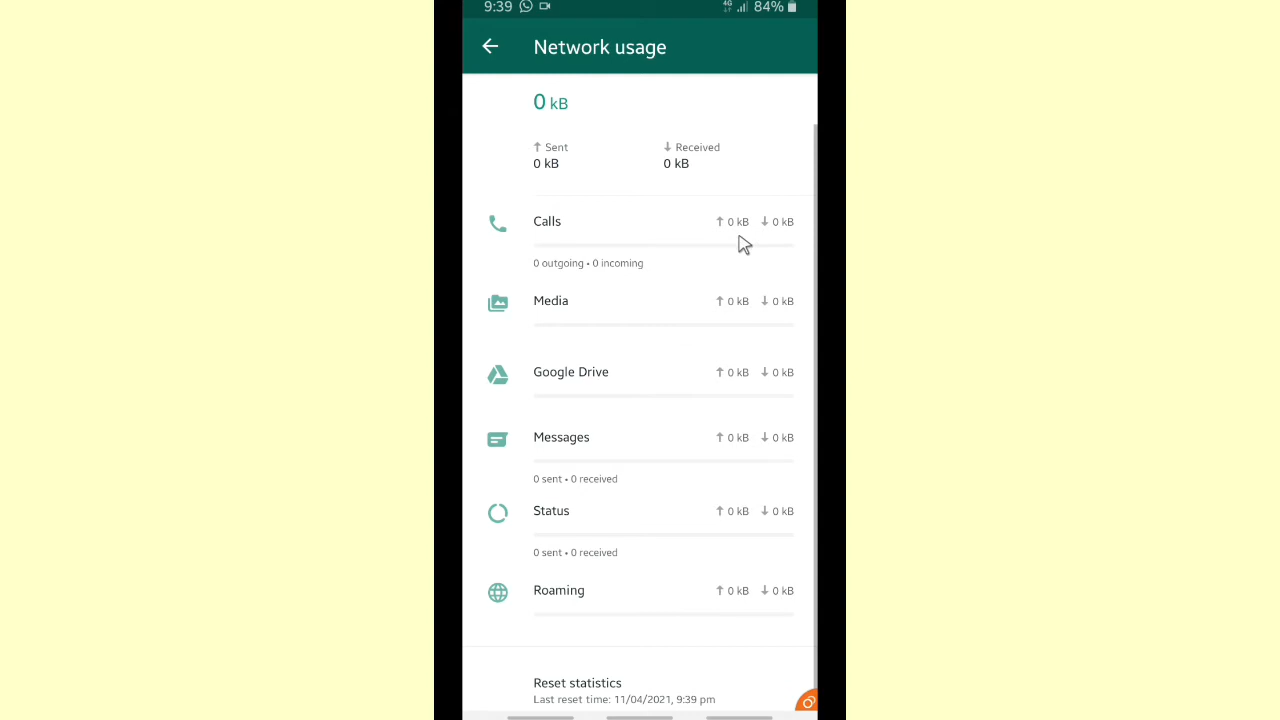 9:39 4G 84%
Network usage
0 kB
↑ Sent ↓ Received
0 kB 0 kB
Calls ↑ 0 kB ↓ 0 kB
0 outgoing • 0 incoming
Media ↑ 0 kB ↓ 0 kB
Google Drive ↑ 0 kB ↓ 0 kB
Messages ↑ 0 kB ↓ 0 kB
0 sent • 0 received
Status ↑ 0 kB ↓ 0 kB
0 sent • 0 received
Roaming ↑ 0 kB ↓ 0 kB
Reset statistics
Last reset time: 11/04/2021, 9:39 pm